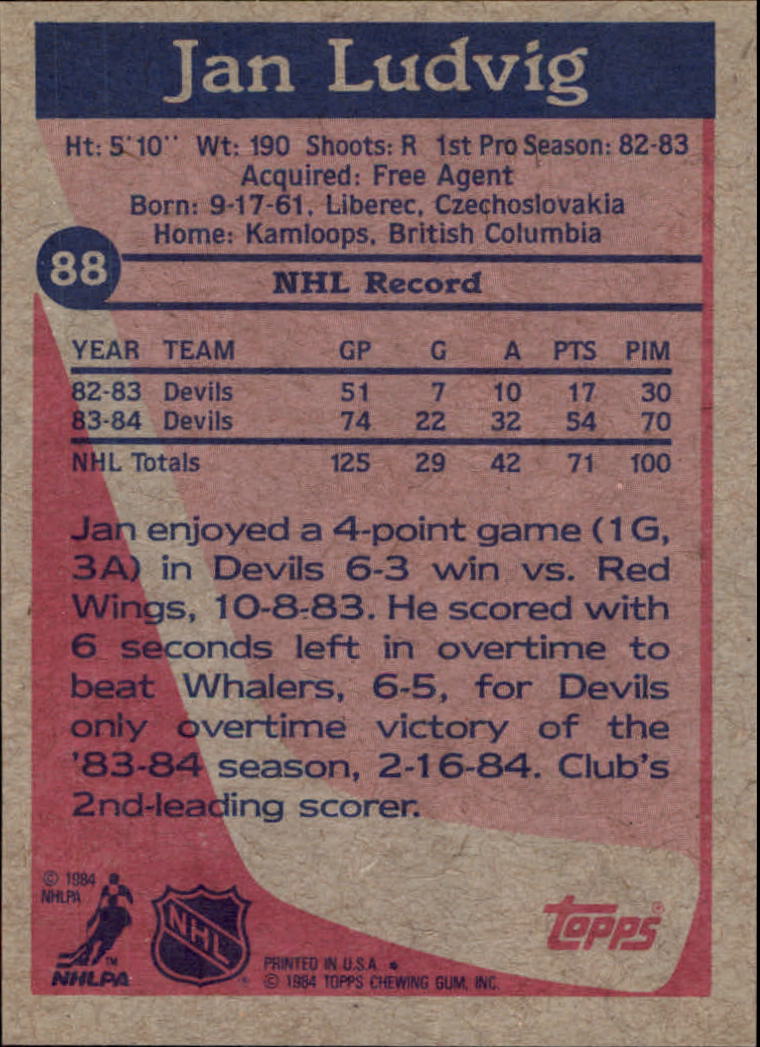 Jan Ludvig
Ht: 5'10'' Wt: 190 Shoots: R 1st Pro Season: 82-83
Acquired: Free Agent
Born: 9-17-61, Liberec, Czechoslovakia
Home: Kamloops, British Columbia
88
NHL Record
YEAR TEAM GP G A PTS PIM
82-83 Devils 51 7 10 17 30
83-84 Devils 74 22 32 54 70
NHL Totals 125 29 42 71 100
Jan enjoyed a 4-point game (1G,
3A) in Devils 6-3 win vs. Red
Wings, 10-8-83. He scored with
6 seconds left in overtime to
beat Whalers, 6-5, for Devils
only overtime victory of the
'83-84 season, 2-16-84. Club's
2nd-leading scorer.
© 1984
NHLPA
TM
NHLPA
NHL
topps®
PRINTED IN U.S.A. *
© 1984 TOPPS CHEWING GUM, INC.